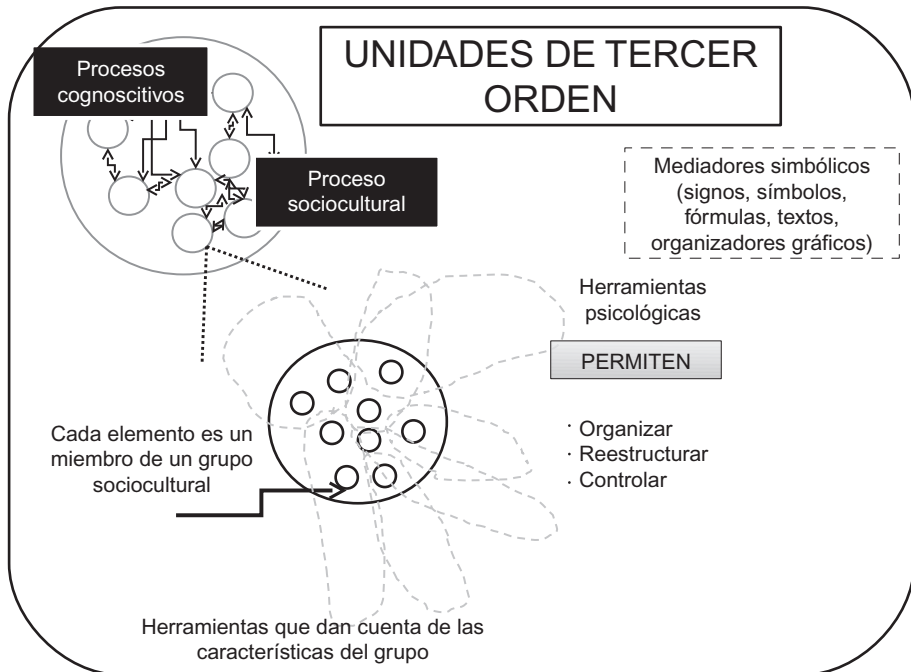 UNIDADES DE TERCER
ORDEN
Procesos
cognoscitivos
Proceso
sociocultural
Mediadores simbólicos
(signos, símbolos,
fórmulas, textos,
organizadores gráficos)
Herramientas
psicológicas
PERMITEN
· Organizar
· Reestructurar
· Controlar
Cada elemento es un
miembro de un grupo
sociocultural
Herramientas que dan cuenta de las
características del grupo